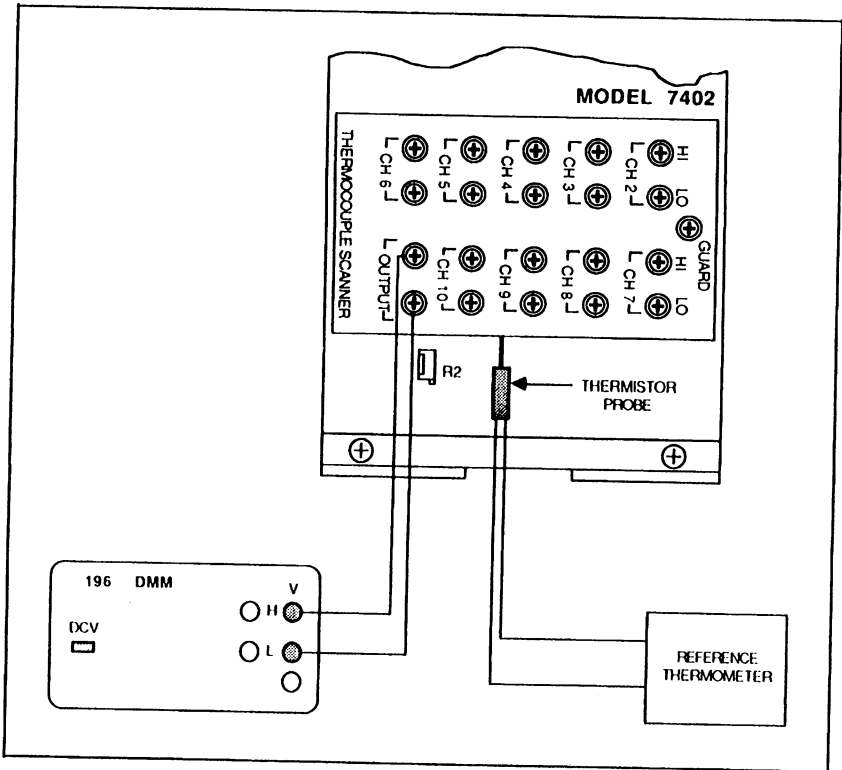 MODEL 7402
THERMOCOUPLE SCANNER
CH 6
CH 5
CH 4
CH 3
CH 2
HI
LO
GUARD
OUTPUT
CH 10
CH 9
CH 8
CH 7
HI
LO
R2
THERMISTOR
PROBE
196 DMM
V
H
DCV
L
REFERENCE
THERMOMETER